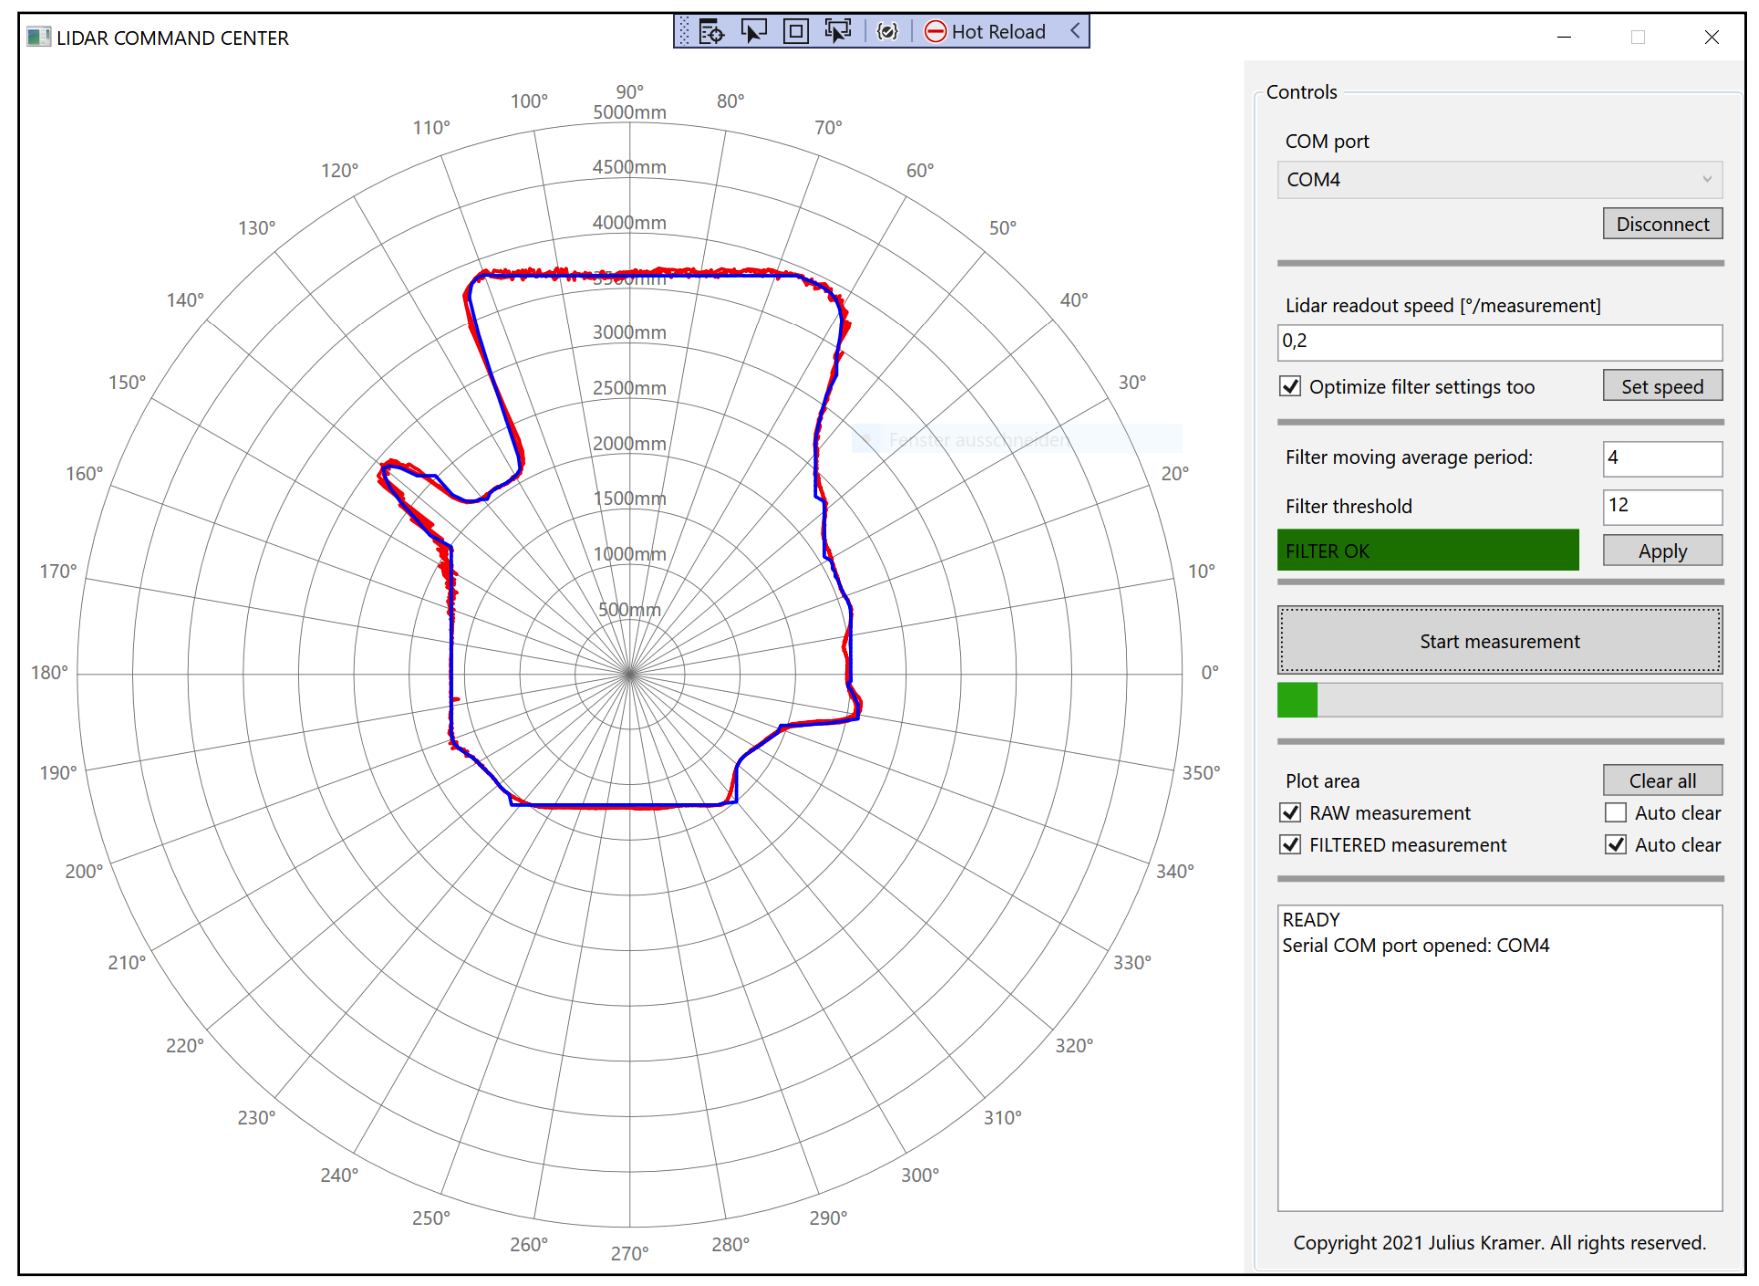 LIDAR COMMAND CENTER
Hot Reload
90°
100°
80°
5000mm
110°
70°
120°
60°
4500mm
130°
50°
4000mm
140°
40°
3500mm
3000mm
150°
30°
2500mm
Fenster ausschneiden
2000mm
160°
20°
1500mm
1000mm
170°
10°
500mm
180°
0°
190°
350°
200°
340°
210°
330°
220°
320°
230°
310°
240°
300°
250°
290°
260°
280°
270°
Controls
COM port
COM4
Disconnect
Lidar readout speed [°/measurement]
0,2
Optimize filter settings too
Set speed
Filter moving average period:
4
Filter threshold
12
FILTER OK
Apply
Start measurement
Plot area
Clear all
RAW measurement
Auto clear
FILTERED measurement
Auto clear
READY
Serial COM port opened: COM4
Copyright 2021 Julius Kramer. All rights reserved.